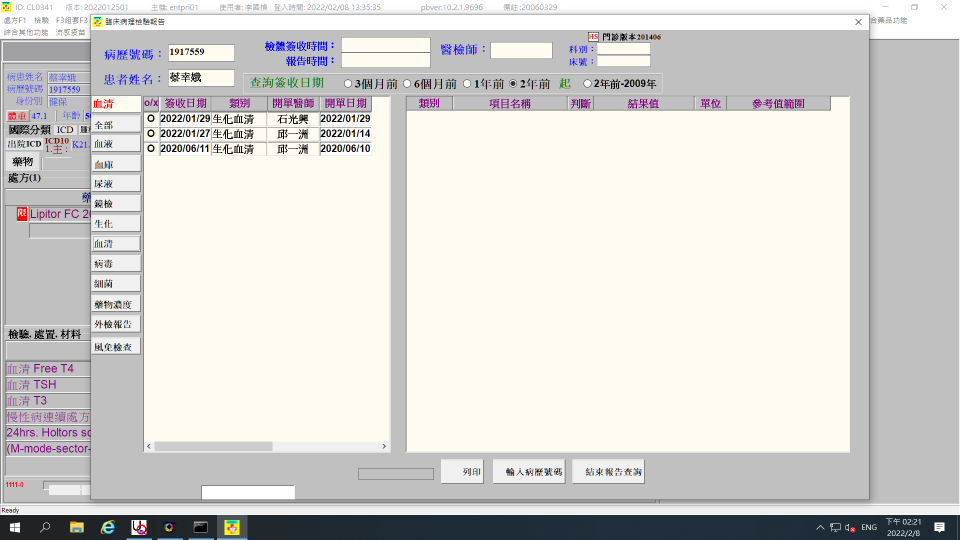 ID: CL0341 版本: 2022012501 主檔: entpri01 使用者: 李國楨 登入時間: 2022/02/08 13:35:35 pbver:10.2.1.9696 備註:20060329
處方F1 檢驗 F3組套F3
合藥品功能
綜合其他功能 流感疫苗
臨床病理檢驗報告
病歷號碼： 1917559
檢體簽收時間：
報告時間：
醫檢師：
HS 門診版本201406
科別：
床號：
患者姓名： 蔡幸娥
查詢簽收日期 3個月前 6個月前 1年前 2年前 起 2年前-2009年
病患姓名 蔡幸娥
病歷號碼 1917559
身份別 健保
體重 47.1 年齡
國際分類 ICD
出院ICD ICD10 1.主: K21
藥物
處方(1)
藥
限 Lipitor FC 20
檢驗, 處置, 材料
血清 Free T4
血清 TSH
血清 T3
慢性病連續處方
24hrs. Holtors sc
(M-mode-sector-
1111-0
血清
全部
血液
血庫
尿液
鏡檢
生化
血清
病毒
細菌
藥物濃度
外檢報告
風免檢查
o/x 簽收日期 類別 開單醫師 開單日期
O 2022/01/29 生化血清 石光興 2022/01/29
O 2022/01/27 生化血清 邱一洲 2022/01/14
O 2020/06/11 生化血清 邱一洲 2020/06/10
類別 項目名稱 判斷 結果值 單位 參考值範圍
列印 輸入病歷號碼 結束報告查詢
Ready
ENG
下午 02:21
2022/2/8